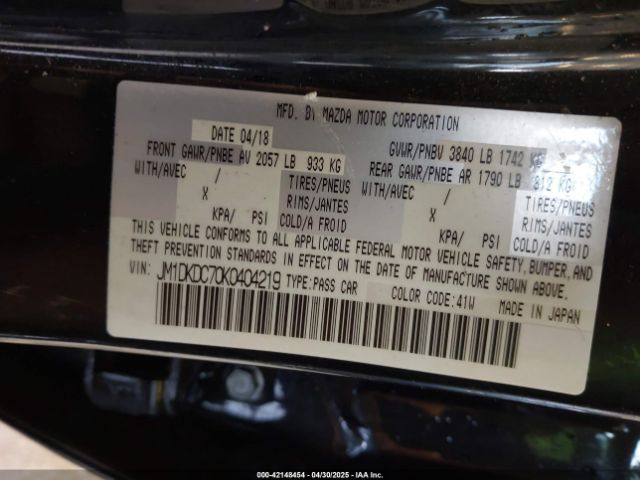 MFD. BY MAZDA MOTOR CORPORATION
DATE 04/18 GVWR/PNBV 3840 LB 1742 KG
FRONT GAWR/PNBE AV 2057 LB 933 KG REAR GAWR/PNBE AR 1790 LB 812 KG
WITH/AVEC / TIRES/PNEUS WITH/AVEC / TIRES/PNEUS
X RIMS/JANTES X RIMS/JANTES
KPA/ PSI COLD/A FROID KPA/ PSI COLD/A FROID
THIS VEHICLE CONFORMS TO ALL APPLICABLE FEDERAL MOTOR VEHICLE SAFETY, BUMPER, AND
THEFT PREVENTION STANDARDS IN EFFECT ON THE DATE OF MANUFACTURE SHOWN ABOVE.
VIN: JM1DKDC70K0404219 TYPE: PASS CAR COLOR CODE: 41W MADE IN JAPAN
000-42148454 - 04/30/2025 - IAA Inc.